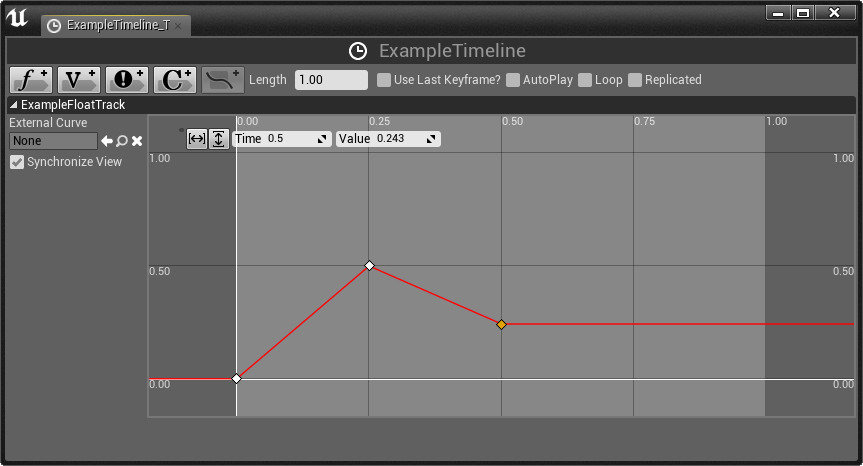 ExampleTimeline_T
ExampleTimeline
f+ V+ !+ C+ + Length 1.00 Use Last Keyframe? AutoPlay Loop Replicated
ExampleFloatTrack
External Curve
None
Synchronize View
0.00 0.25 0.50 0.75 1.00
Time 0.5 Value 0.243
1.00 1.00
0.50 0.50
0.00 0.00